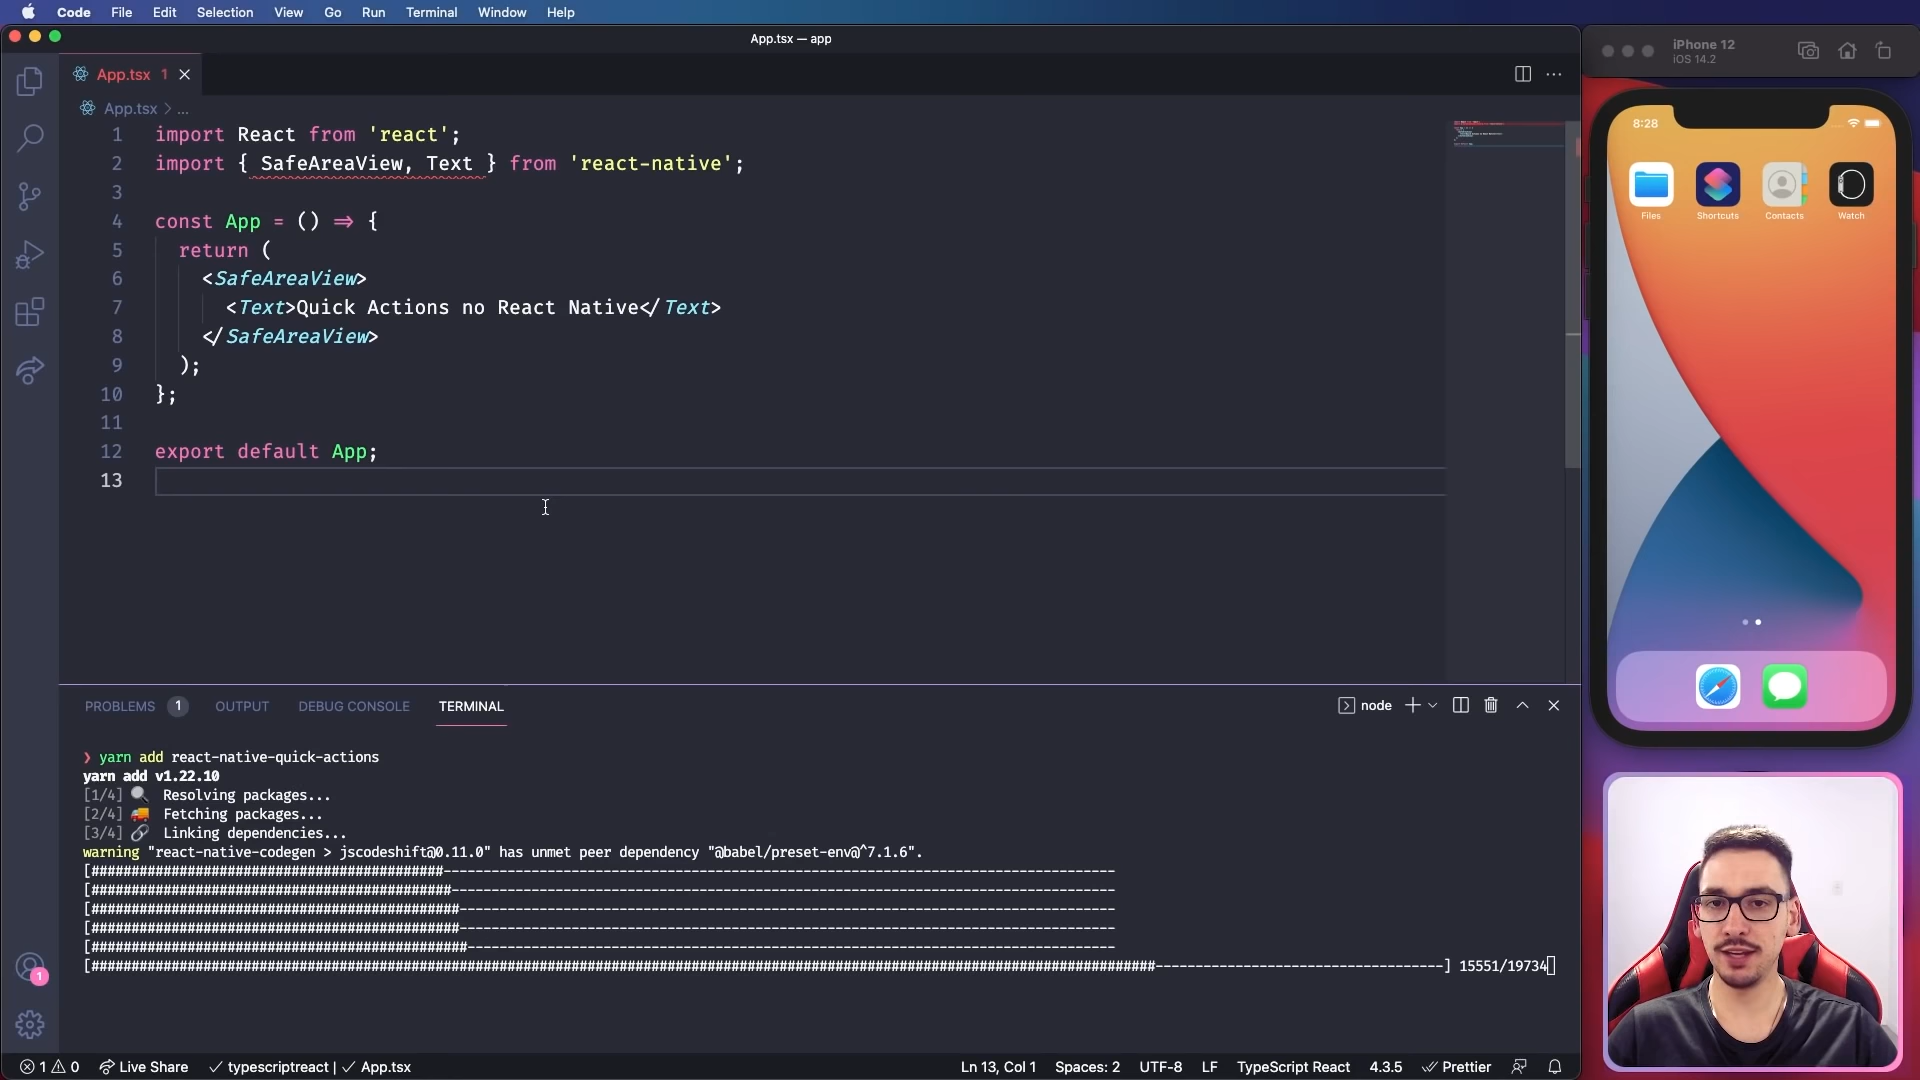 Code File Edit Selection View Go Run Terminal Window Help
App.tsx — app
App.tsx 1
App.tsx > ...
1 import React from 'react';
2 import { SafeAreaView, Text } from 'react-native';
3
4 const App = () ⇒ {
5 return (
6 <SafeAreaView>
7 <Text>Quick Actions no React Native</Text>
8 </SafeAreaView>
9 );
10 };
11
12 export default App;
13
PROBLEMS 1 OUTPUT DEBUG CONSOLE TERMINAL
node
❯ yarn add react-native-quick-actions
yarn add v1.22.10
[1/4] 🔍 Resolving packages...
[2/4] 🚚 Fetching packages...
[3/4] 🔗 Linking dependencies...
warning "react-native-codegen > jscodeshift@0.11.0" has unmet peer dependency "@babel/preset-env@^7.1.6".
] 15551/19734
1 0 Live Share ✓ typescriptreact | ✓ App.tsx Ln 13, Col 1 Spaces: 2 UTF-8 LF TypeScript React 4.3.5 Prettier
1
iPhone 12
iOS 14.2
8:28
Files Shortcuts Contacts Watch